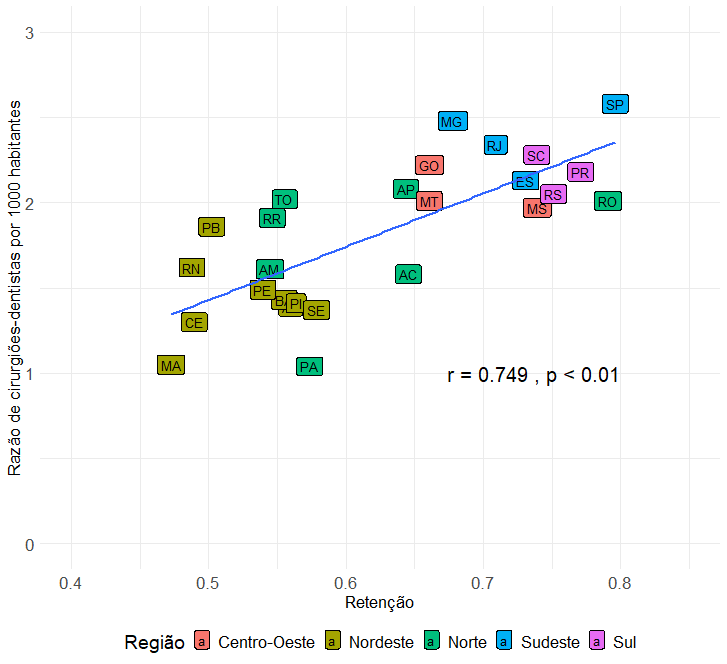 3
2
1
0
Razão de cirurgiões-dentistas por 1000 habitantes
SP
MG
RJ
SC
GO
PR
ES
AP
RS
TO
MT
RO
MS
RR
PB
RN
AM
AC
PE
PI
SE
CE
MA
PA
r = 0.749 , p < 0.01
0.4 0.5 0.6 0.7 0.8
Retenção
Região a Centro-Oeste a Nordeste a Norte a Sudeste a Sul